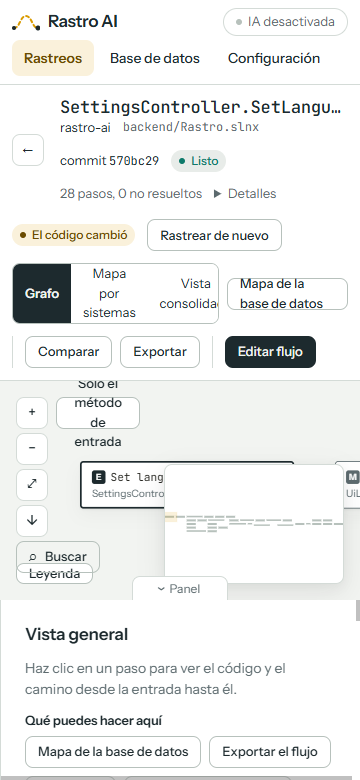 Rastro AI
IA desactivada
Rastreos
Base de datos
Configuración
SettingsController.SetLangu…
rastro-ai
backend/Rastro.slnx
←
commit 570bc29
Listo
28 pasos, 0 no resueltos
▶ Detalles
El código cambió
Rastrear de nuevo
Grafo
Mapa
por
sistemas
Vista
consolida
Mapa de la
base de datos
Comparar
Exportar
Editar flujo
Solo el
método
de
entrada
+
−
E Set lang
SettingsContro
M
UiL
Buscar
Leyenda
Panel
Vista general
Haz clic en un paso para ver el código y el
camino desde la entrada hasta él.
Qué puedes hacer aquí
Mapa de la base de datos
Exportar el flujo